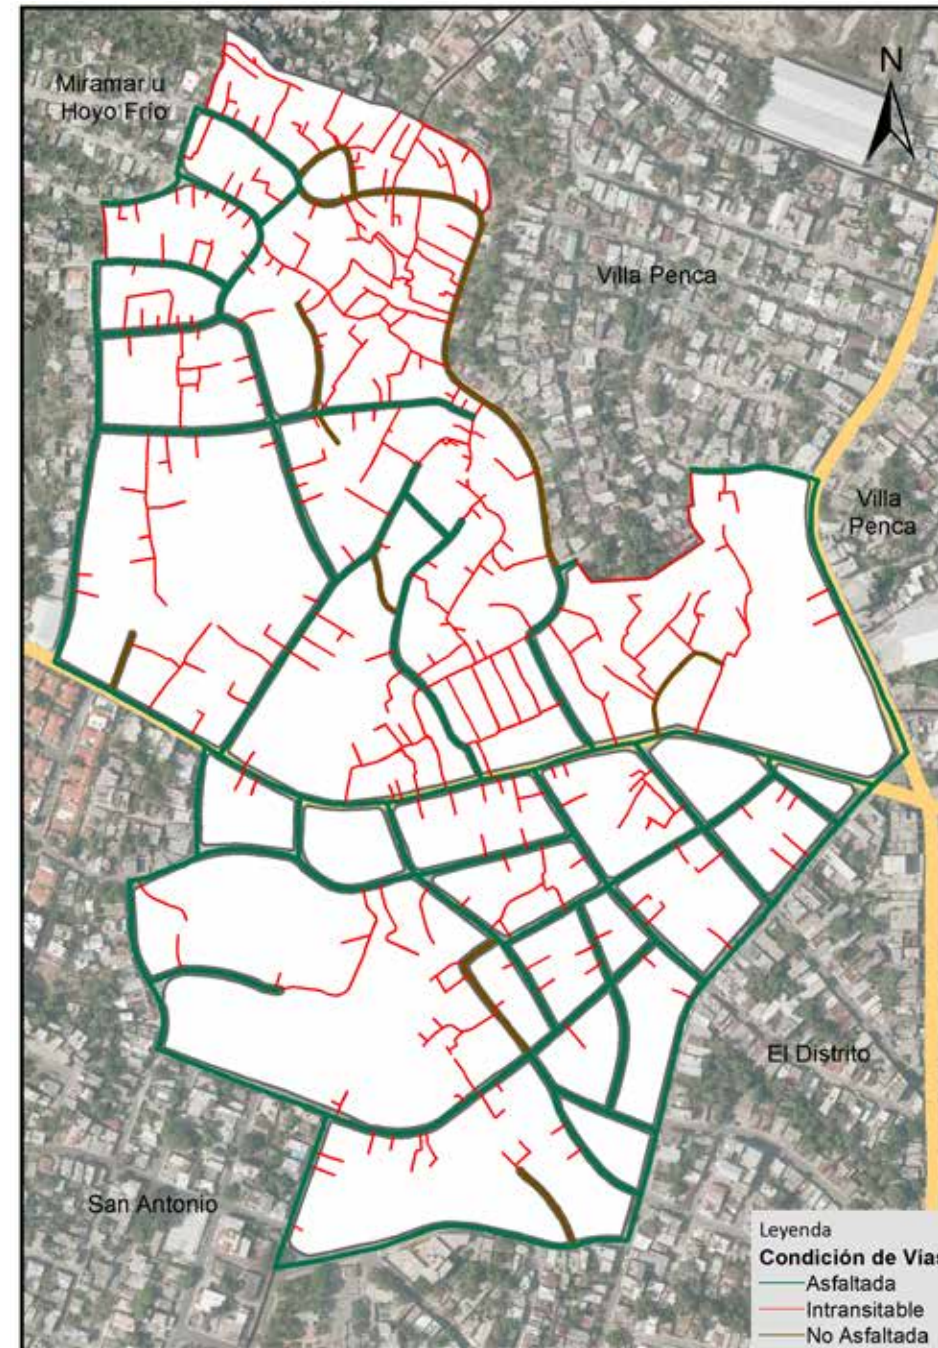 N
Miramar u
Hoyo Frío
Villa Penca
Villa
Penca
El Distrito
San Antonio
Leyenda
Condición de Vías
Asfaltada
Intransitable
No Asfaltada